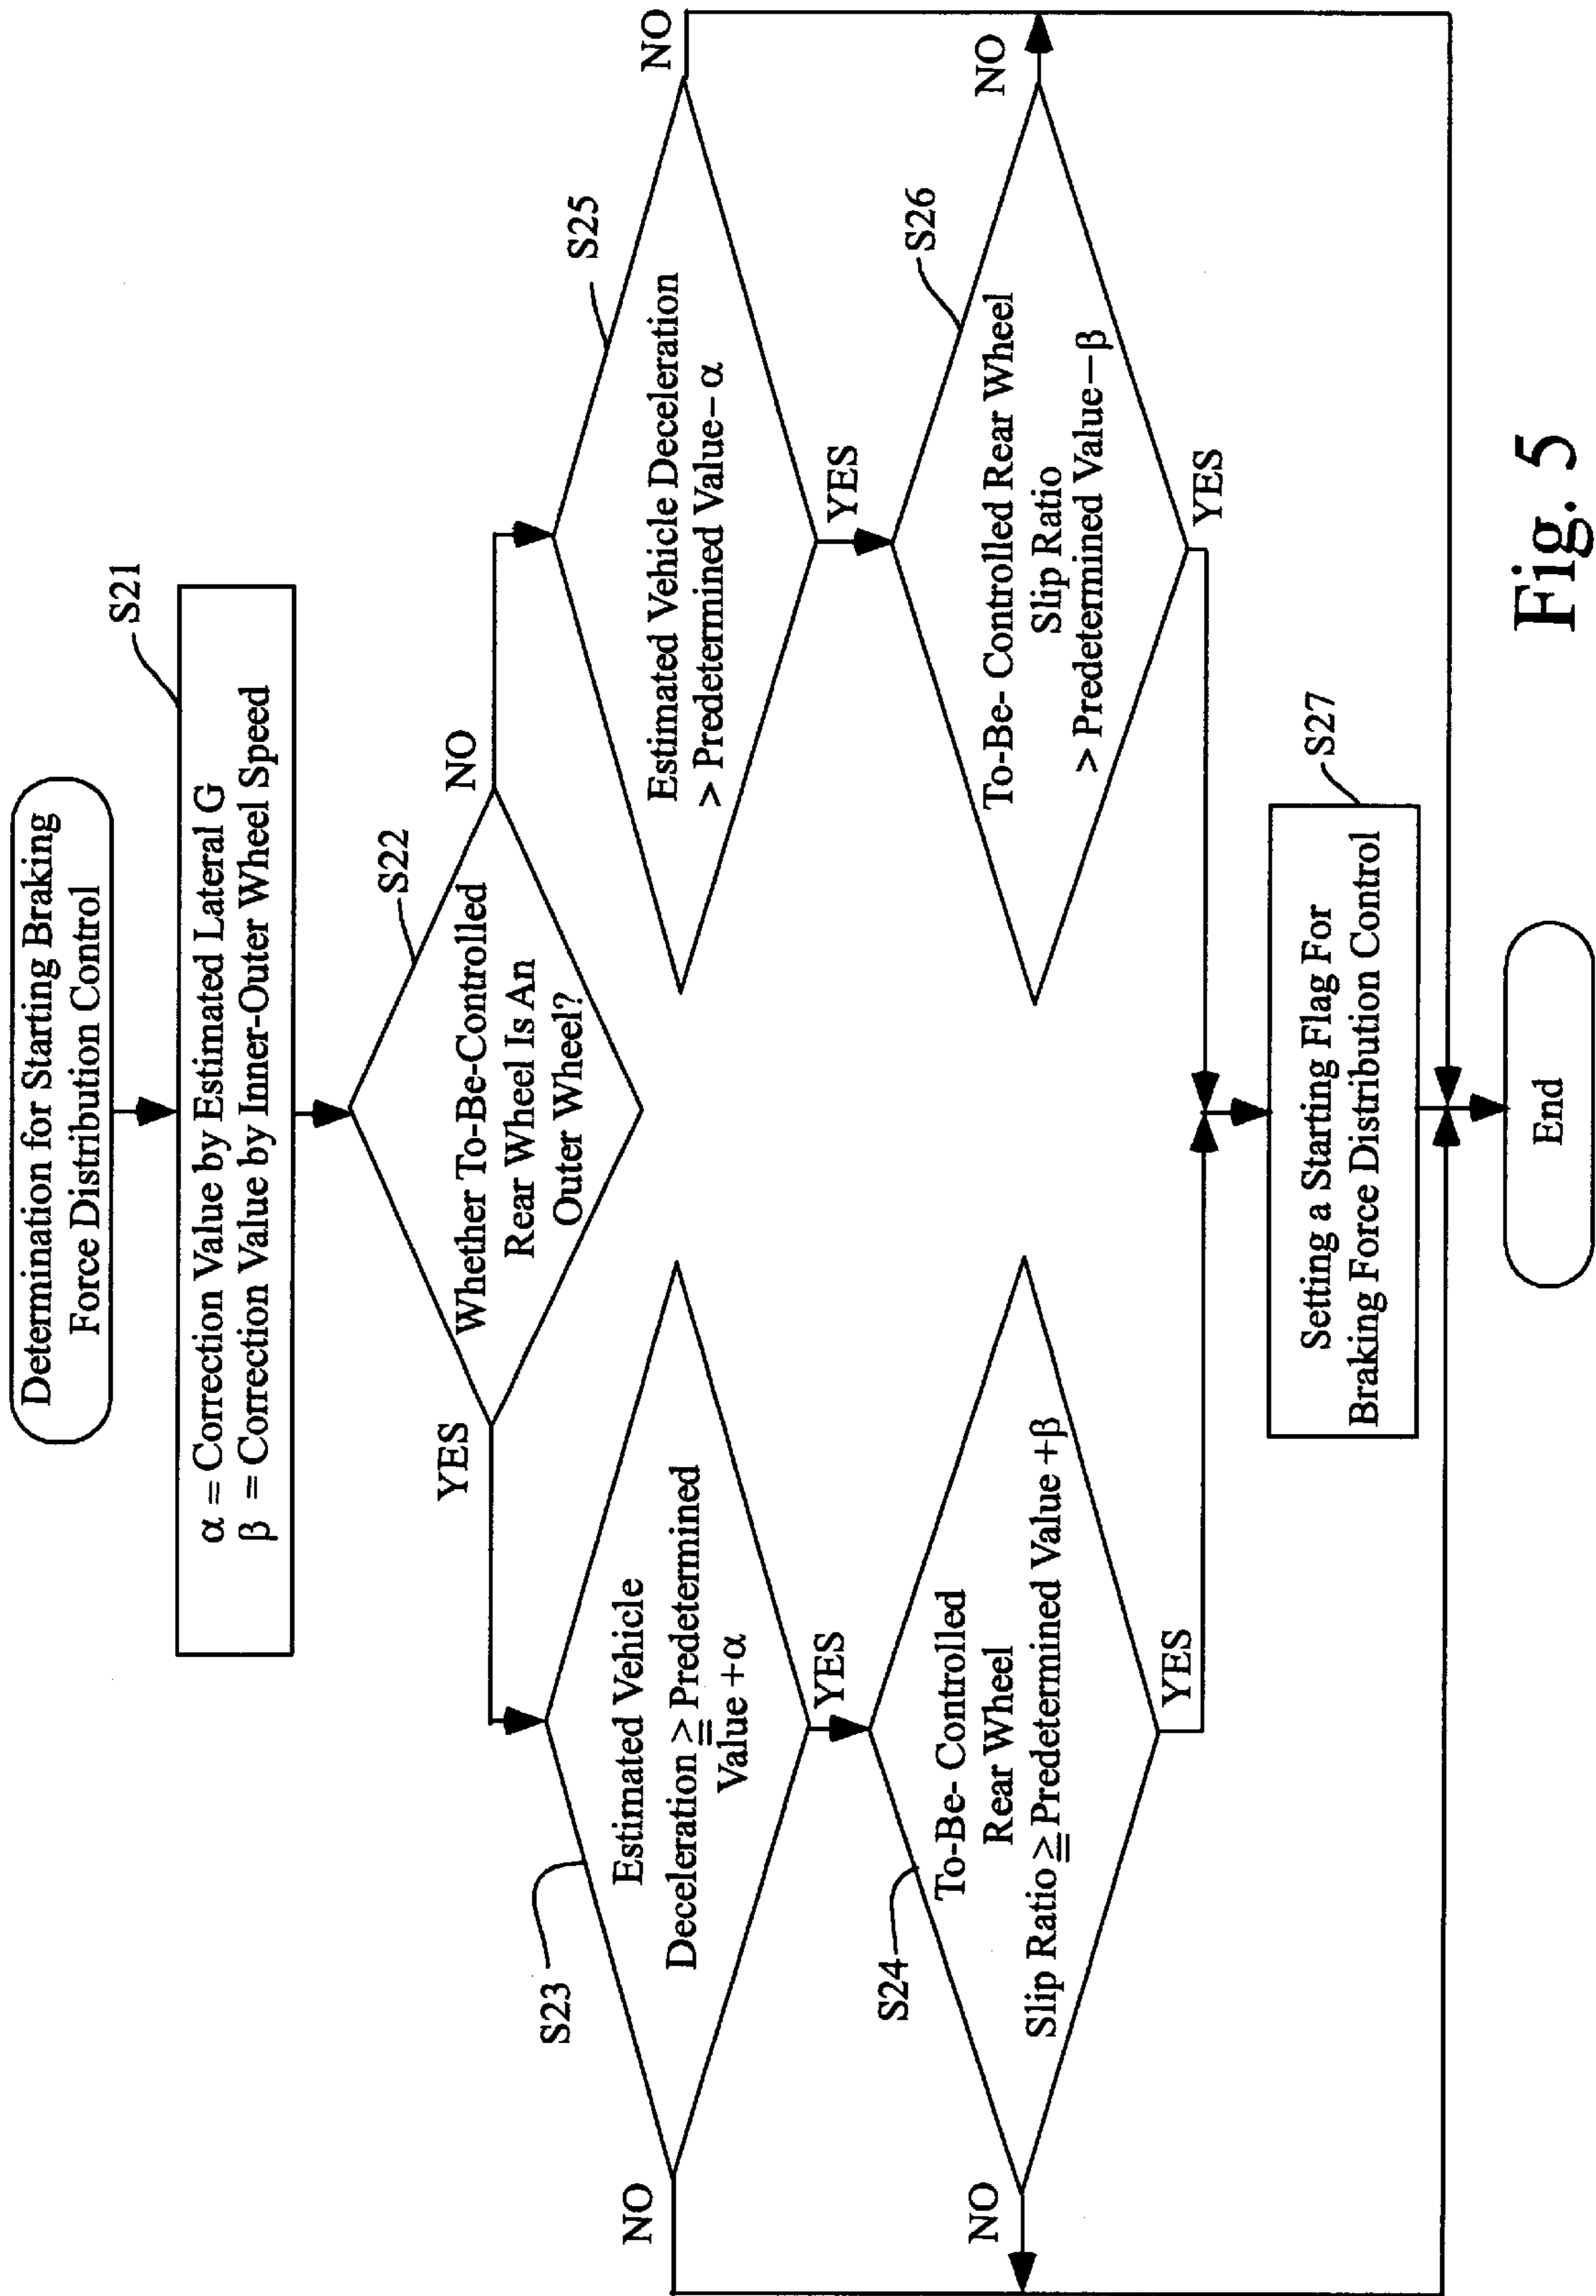 Determination for Starting Braking
Force Distribution Control
S21
α = Correction Value by Estimated Lateral G
β = Correction Value by Inner-Outer Wheel Speed
S22
Whether To-Be-Controlled
Rear Wheel Is An
Outer Wheel?
YES
NO
S23
Estimated Vehicle
Deceleration ≧ Predetermined
Value +α
NO
YES
S25
Estimated Vehicle Deceleration
> Predetermined Value− α
NO
YES
S24
To-Be- Controlled
Rear Wheel
Slip Ratio ≧ Predetermined Value +β
NO
YES
S26
To-Be- Controlled Rear Wheel
Slip Ratio
> Predetermined Value−β
NO
YES
S27
Setting a Starting Flag For
Braking Force Distribution Control
End
Fig. 5